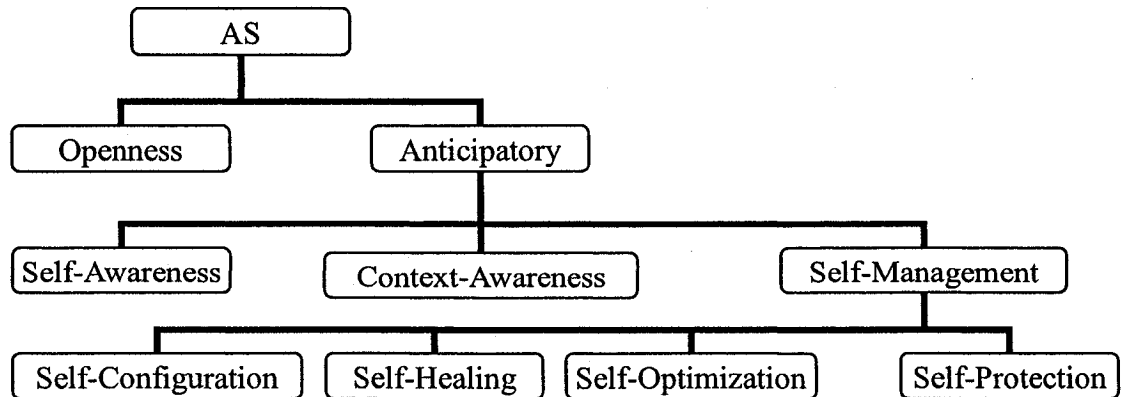 AS
Openness
Anticipatory
Self-Awareness
Context-Awareness
Self-Management
Self-Configuration
Self-Healing
Self-Optimization
Self-Protection